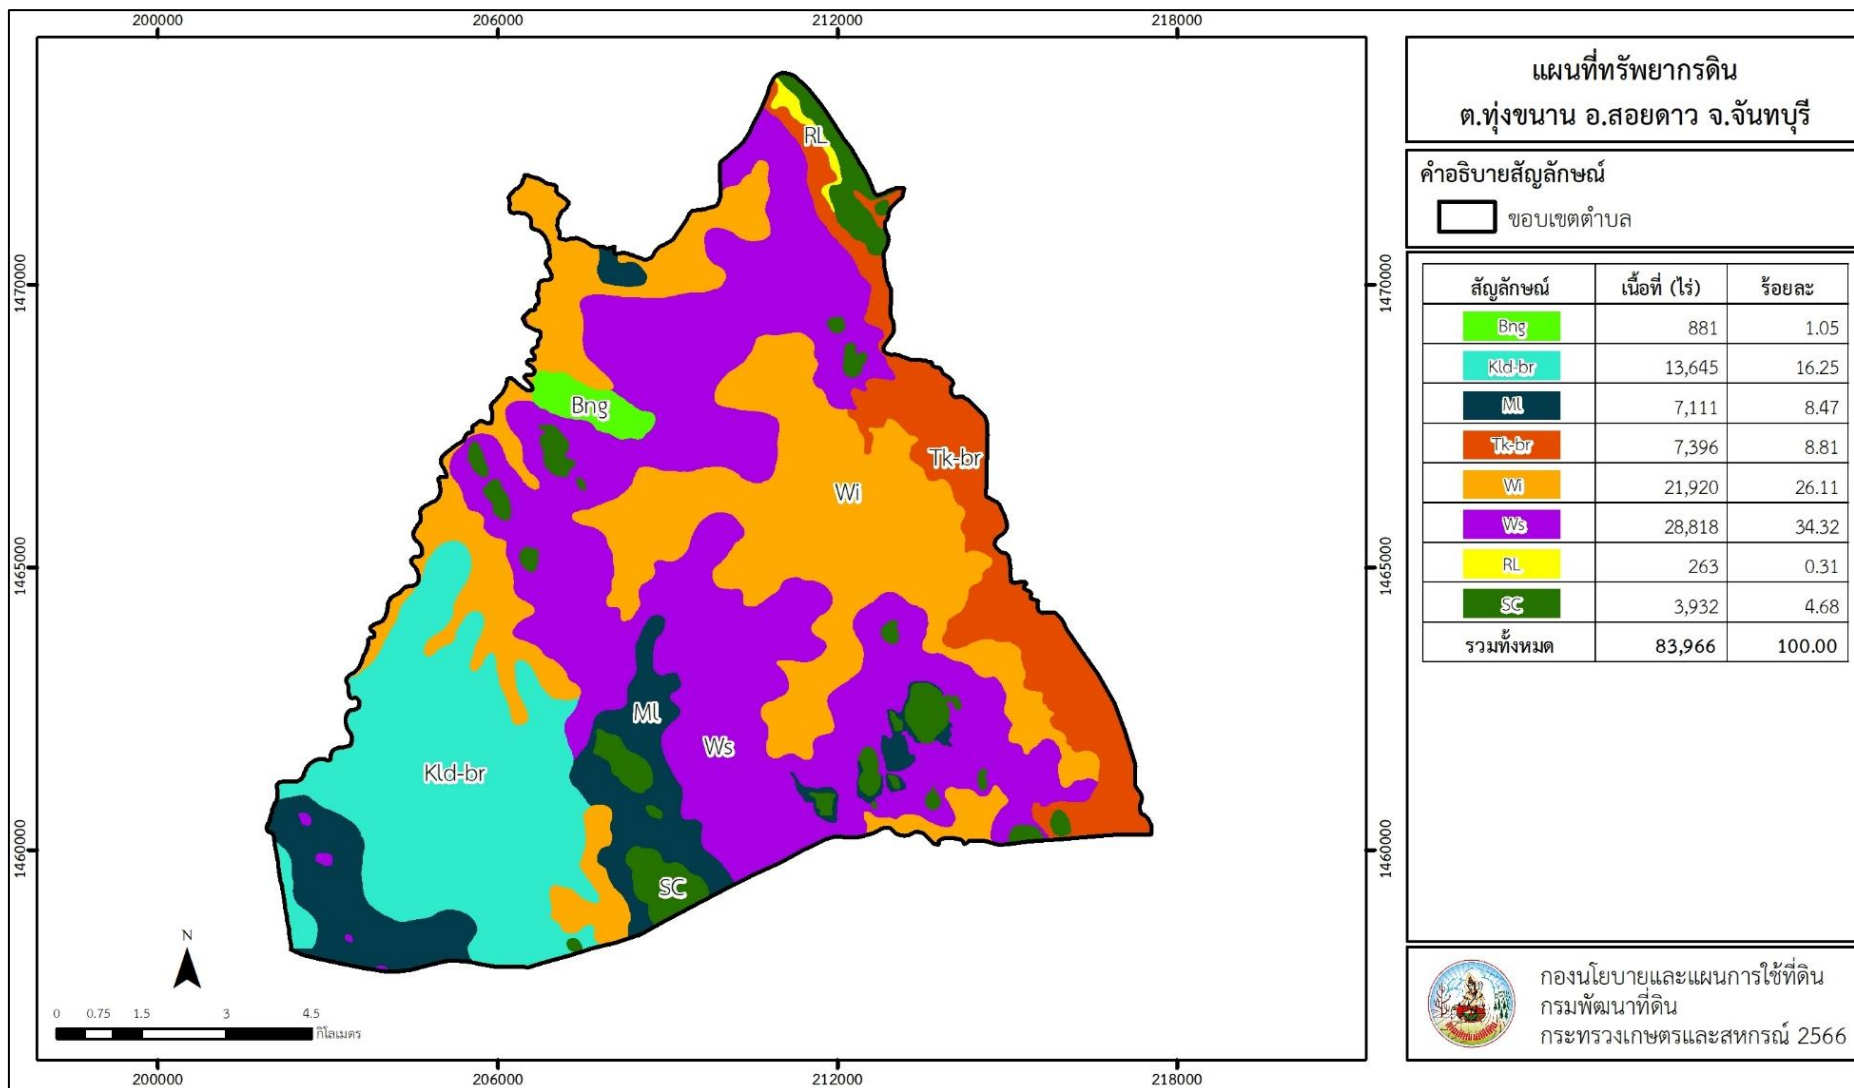 200000
206000
212000
218000
1470000
1465000
1460000
1470000
1465000
1460000
RL
Bng
Tk-br
Wi
Ml
Ws
Kld-br
SC
N
0 0.75 1.5 3 4.5
กิโลเมตร
200000
206000
212000
218000
แผนที่ทรัพยากรดิน
ต.ทุ่งขนาน อ.สอยดาว จ.จันทบุรี
คำอธิบายสัญลักษณ์
ขอบเขตตำบล
สัญลักษณ์ เนื้อที่ (ไร่) ร้อยละ
Bng 881 1.05
Kld-br 13,645 16.25
Ml 7,111 8.47
Tk-br 7,396 8.81
Wi 21,920 26.11
Ws 28,818 34.32
RL 263 0.31
SC 3,932 4.68
รวมทั้งหมด 83,966 100.00
กองนโยบายและแผนการใช้ที่ดิน
กรมพัฒนาที่ดิน
กระทรวงเกษตรและสหกรณ์ 2566